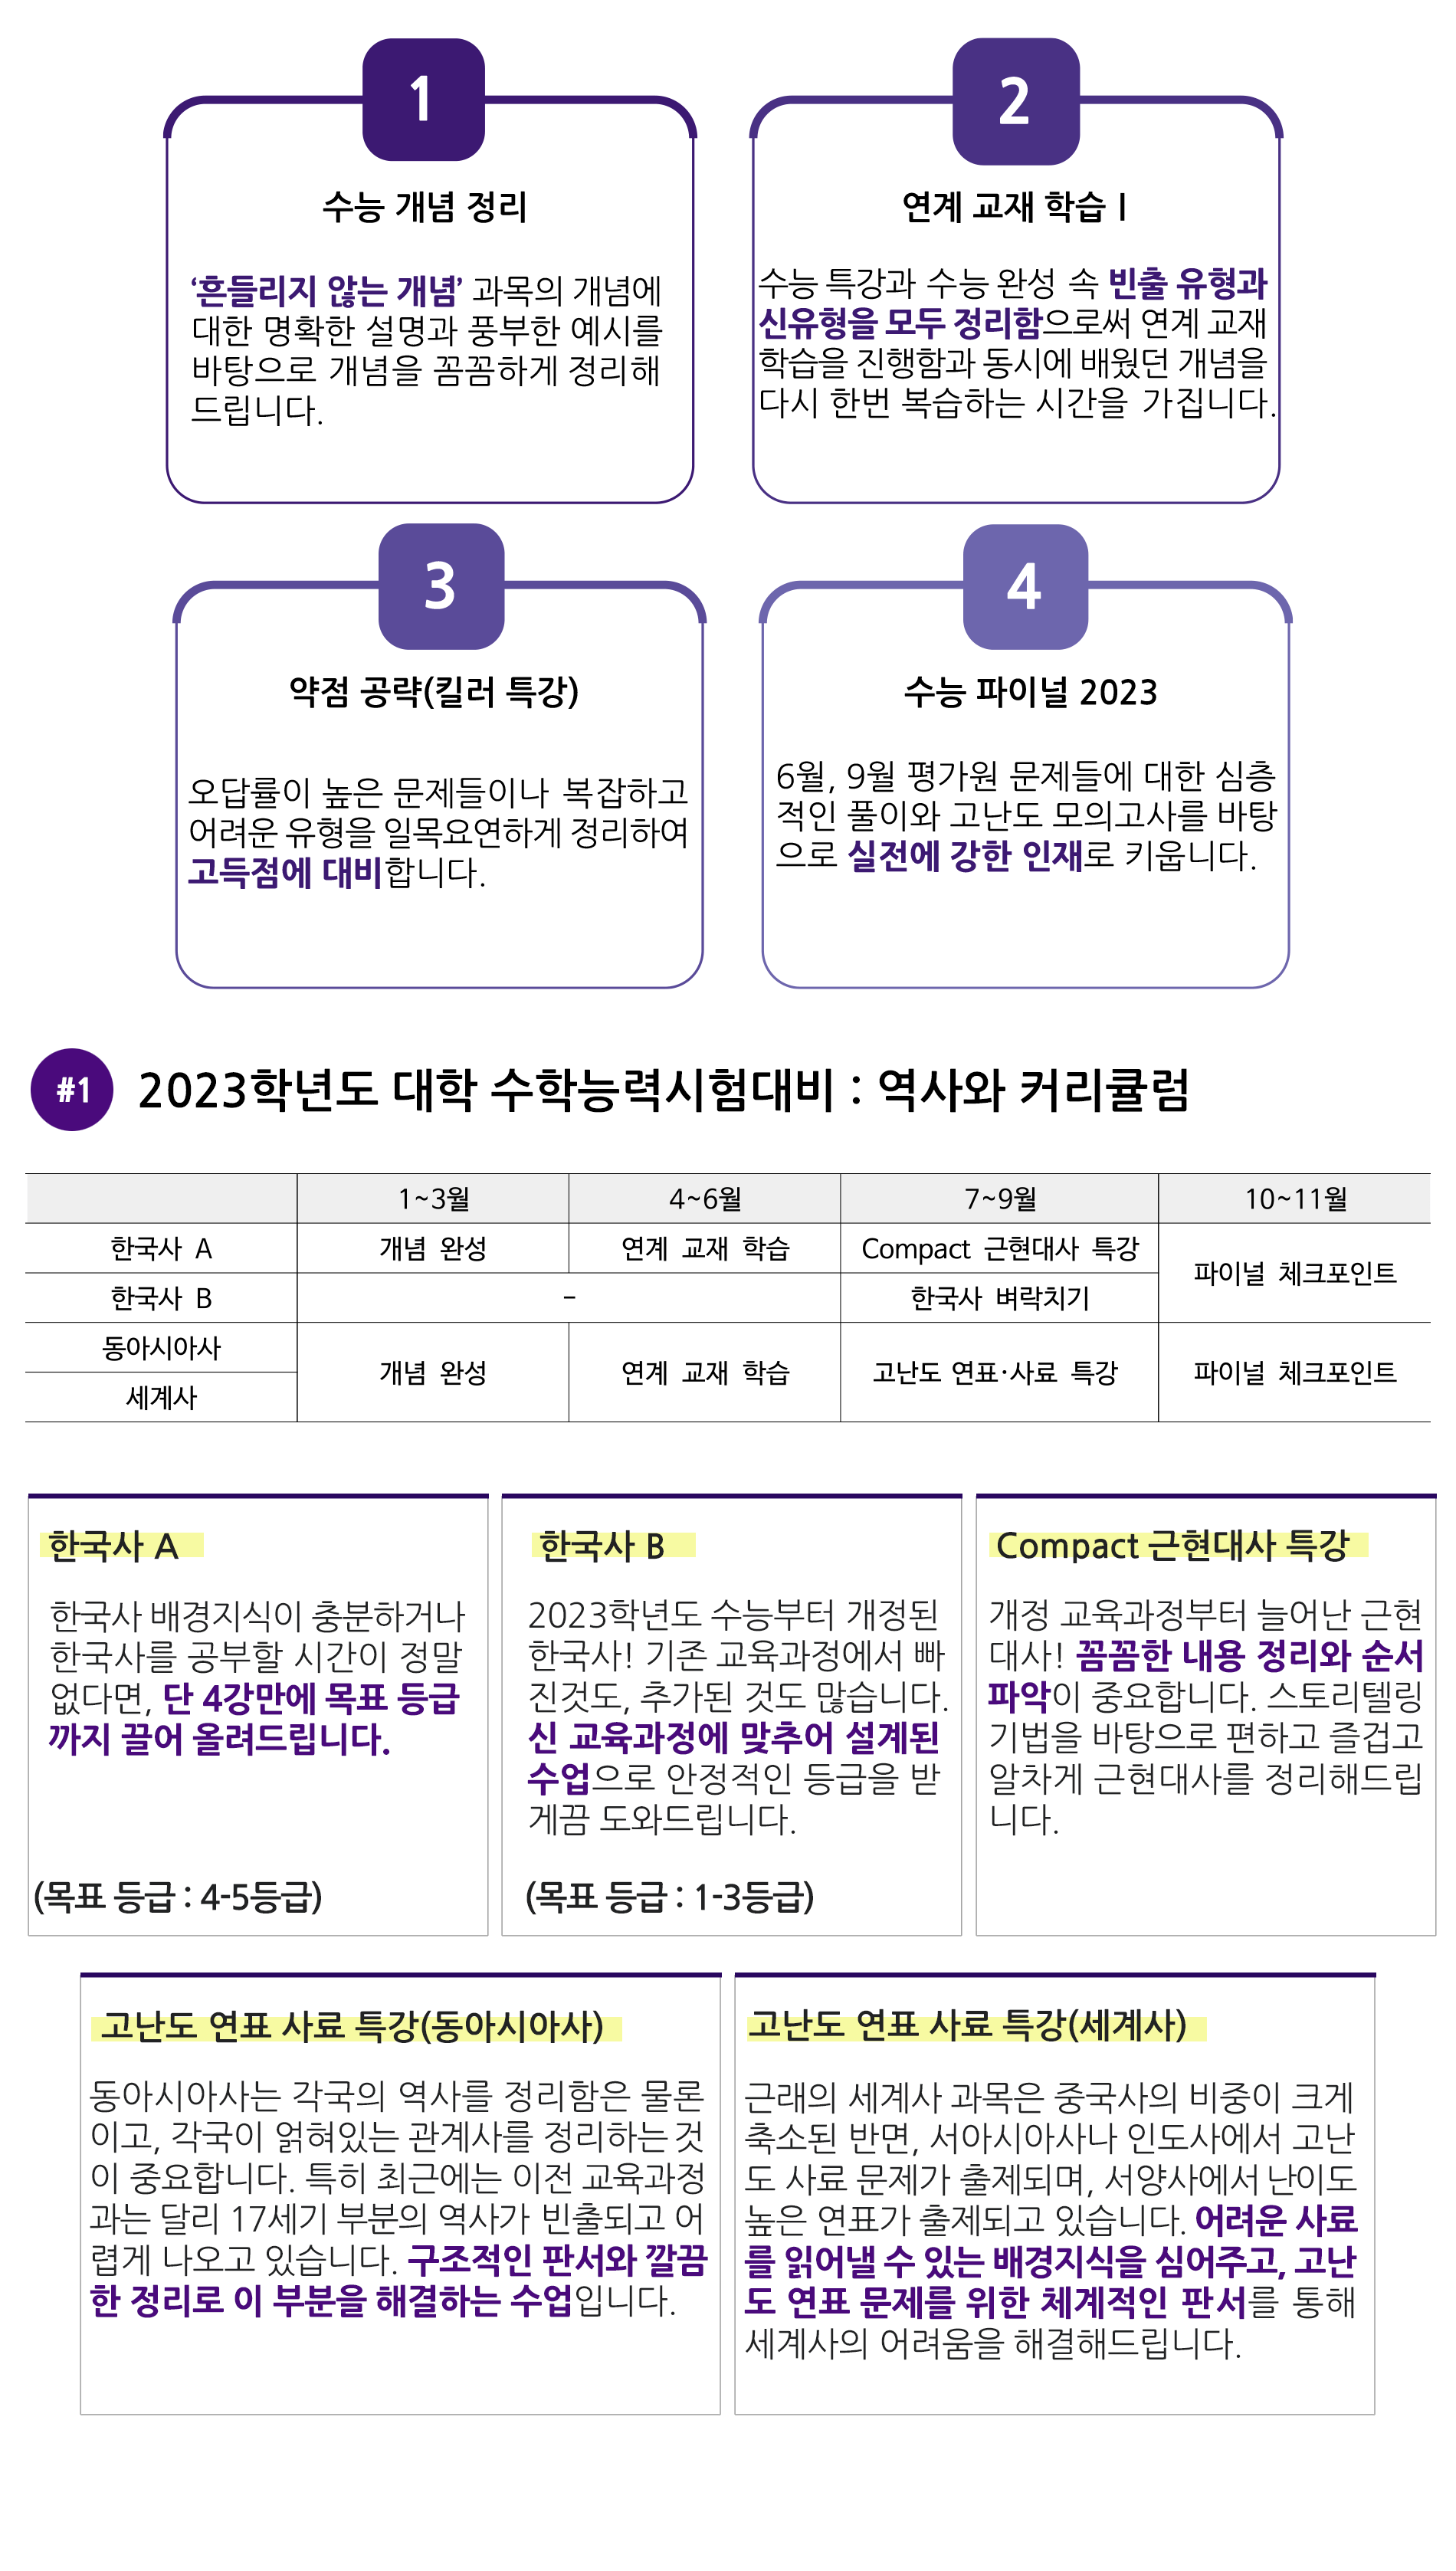 1
수능 개념 정리
‘흔들리지 않는 개념’ 과목의 개념에
대한 명확한 설명과 풍부한 예시를
바탕으로 개념을 꼼꼼하게 정리해
드립니다.
2
연계 교재 학습 I
수능 특강과 수능 완성 속 빈출 유형과
신유형을 모두 정리함으로써 연계 교재
학습을 진행함과 동시에 배웠던 개념을
다시 한번 복습하는 시간을 가집니다.
3
약점 공략(킬러 특강)
오답률이 높은 문제들이나 복잡하고
어려운 유형을 일목요연하게 정리하여
고득점에 대비합니다.
4
수능 파이널 2023
6월, 9월 평가원 문제들에 대한 심층
적인 풀이와 고난도 모의고사를 바탕
으로 실전에 강한 인재로 키웁니다.
#1 2023학년도 대학 수학능력시험대비 : 역사와 커리큘럼
1~3월 4~6월 7~9월 10~11월
한국사 A 개념 완성 연계 교재 학습 Compact 근현대사 특강 파이널 체크포인트
한국사 B - 한국사 벼락치기
동아시아사
개념 완성 연계 교재 학습 고난도 연표·사료 특강 파이널 체크포인트
세계사
한국사 A
한국사 배경지식이 충분하거나
한국사를 공부할 시간이 정말
없다면, 단 4강만에 목표 등급
까지 끌어 올려드립니다.
(목표 등급 : 4-5등급)
한국사 B
2023학년도 수능부터 개정된
한국사! 기존 교육과정에서 빠
진것도, 추가된 것도 많습니다.
신 교육과정에 맞추어 설계된
수업으로 안정적인 등급을 받
게끔 도와드립니다.
(목표 등급 : 1-3등급)
Compact 근현대사 특강
개정 교육과정부터 늘어난 근현
대사! 꼼꼼한 내용 정리와 순서
파악이 중요합니다. 스토리텔링
기법을 바탕으로 편하고 즐겁고
알차게 근현대사를 정리해드립
니다.
고난도 연표 사료 특강(동아시아사)
동아시아사는 각국의 역사를 정리함은 물론
이고, 각국이 얽혀있는 관계사를 정리하는 것
이 중요합니다. 특히 최근에는 이전 교육과정
과는 달리 17세기 부분의 역사가 빈출되고 어
렵게 나오고 있습니다. 구조적인 판서와 깔끔
한 정리로 이 부분을 해결하는 수업입니다.
고난도 연표 사료 특강(세계사)
근래의 세계사 과목은 중국사의 비중이 크게
축소된 반면, 서아시아사나 인도사에서 고난
도 사료 문제가 출제되며, 서양사에서 난이도
높은 연표가 출제되고 있습니다. 어려운 사료
를 읽어낼 수 있는 배경지식을 심어주고, 고난
도 연표 문제를 위한 체계적인 판서를 통해
세계사의 어려움을 해결해드립니다.